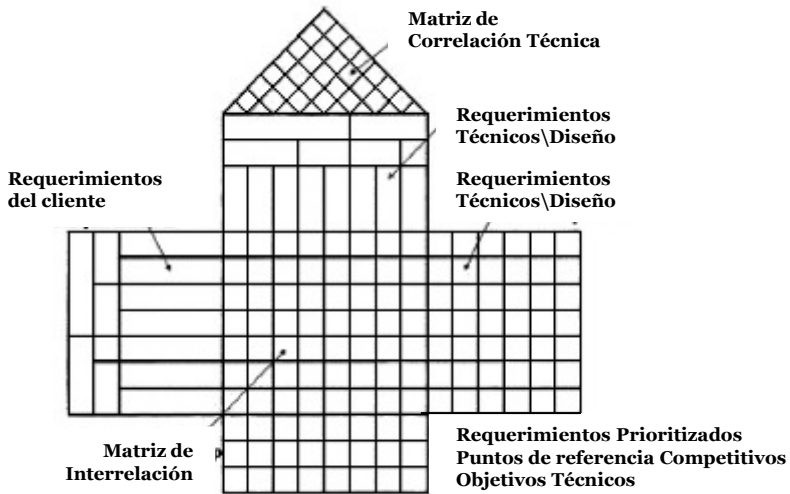 Matriz de
Correlación Técnica
Requerimientos
Técnicos\Diseño
Requerimientos
del cliente
Requerimientos
Técnicos\Diseño
Matriz de
Interrelación
Requerimientos Prioritizados
Puntos de referencia Competitivos
Objetivos Técnicos